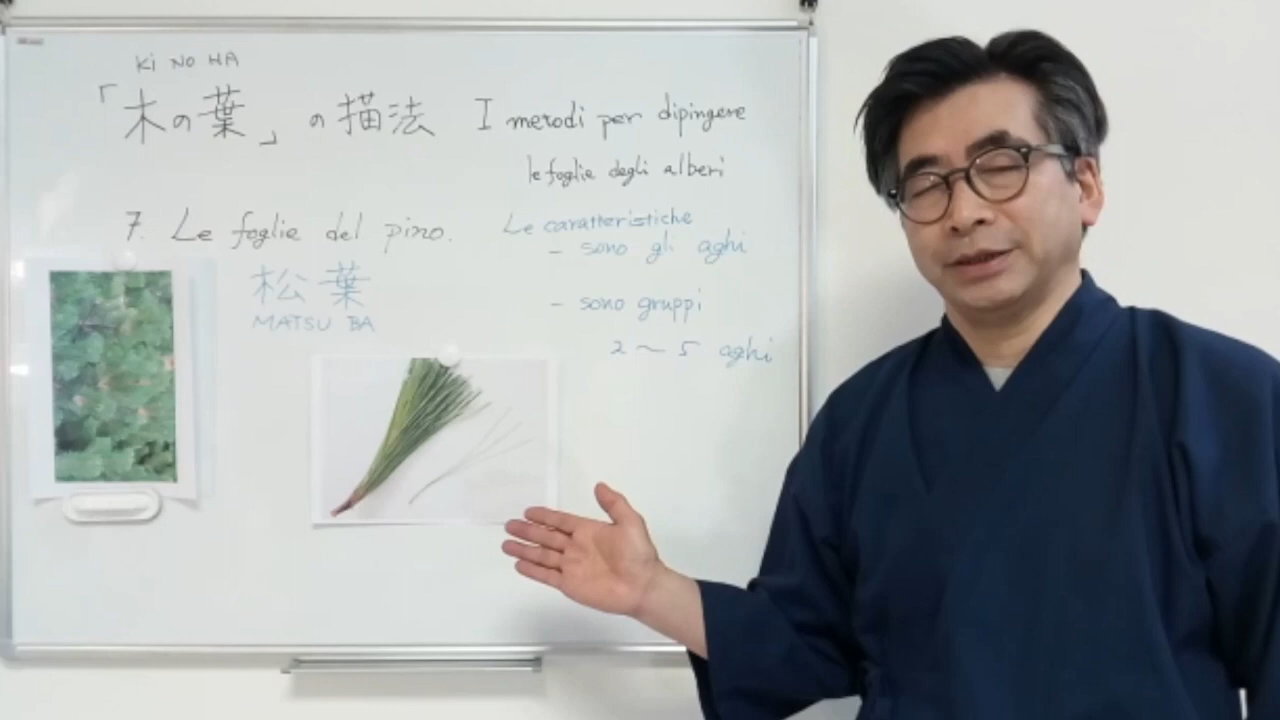 KI NO HA
「木の葉」の描法 I metodi per dipingere
le foglie degli alberi
7. Le foglie del pino.
松葉
MATSU BA
Le caratteristiche
- sono gli aghi
- sono gruppi
2～5 aghi